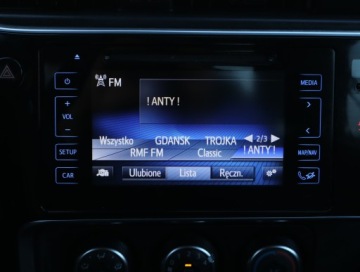 FM
MEDIA
! ANTY !
VOL
Wszystko GDANSK TROJKA 2/3
RMF FM Classic ! ANTY !
SETUP
MAP/NAV
CAR
Ulubione Lista Ręczn.